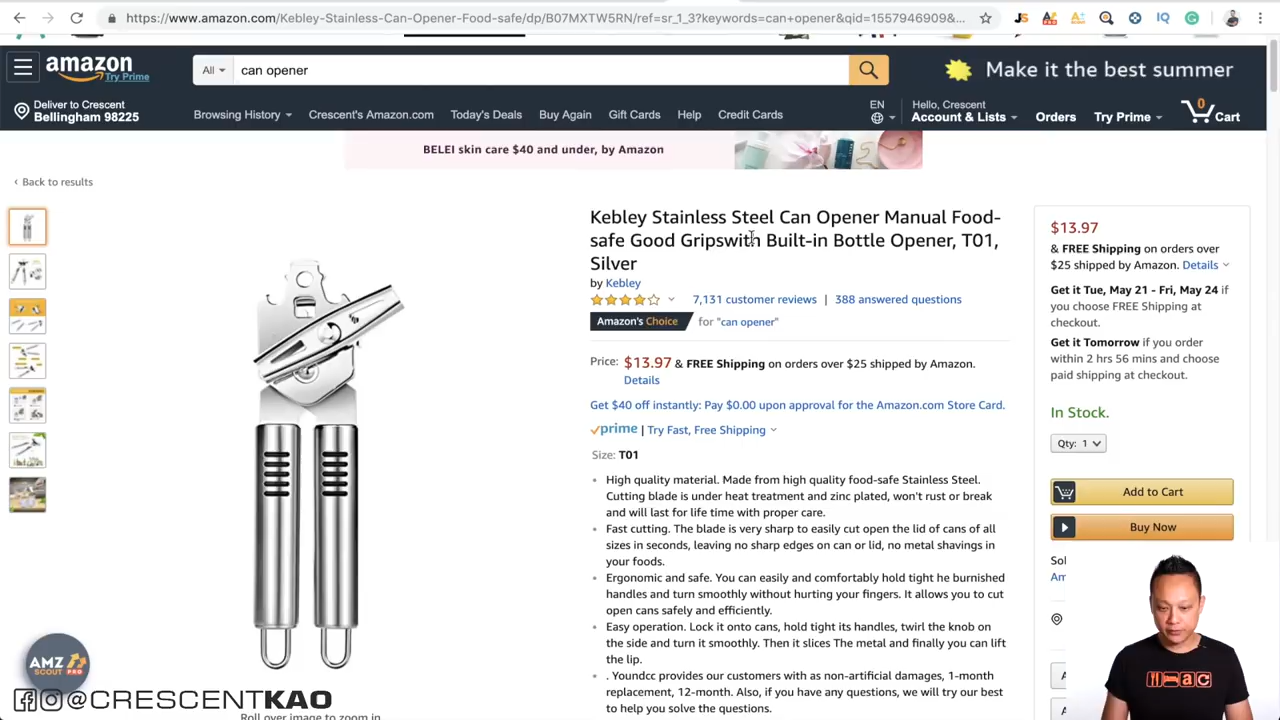 https://www.amazon.com/Kebley-Stainless-Can-Opener-Food-safe/dp/B07MXTW5RN/ref=sr_1_3?keywords=can+opener&qid=1557946909&...
JS
IQ
G
amazon
Try Prime
All
can opener
Make it the best summer
Deliver to Crescent
Bellingham 98225
Browsing History
Crescent's Amazon.com
Today's Deals
Buy Again
Gift Cards
Help
Credit Cards
EN
Hello, Crescent
Account & Lists
Orders
Try Prime
0
Cart
BELEI skin care $40 and under, by Amazon
‹ Back to results
Kebley Stainless Steel Can Opener Manual Food-
safe Good Gripswith Built-in Bottle Opener, T01,
Silver
by Kebley
7,131 customer reviews | 388 answered questions
Amazon's Choice for "can opener"
Price: $13.97 & FREE Shipping on orders over $25 shipped by Amazon.
Details
Get $40 off instantly: Pay $0.00 upon approval for the Amazon.com Store Card.
prime | Try Fast, Free Shipping
Size: T01
• High quality material. Made from high quality food-safe Stainless Steel.
Cutting blade is under heat treatment and zinc plated, won't rust or break
and will last for life time with proper care.
• Fast cutting. The blade is very sharp to easily cut open the lid of cans of all
sizes in seconds, leaving no sharp edges on can or lid, no metal shavings in
your foods.
• Ergonomic and safe. You can easily and comfortably hold tight he burnished
handles and turn smoothly without hurting your fingers. It allows you to cut
open cans safely and efficiently.
• Easy operation. Lock it onto cans, hold tight its handles, twirl the knob on
the side and turn it smoothly. Then it slices The metal and finally you can lift
the lip.
• . Youndcc provides our customers with as non-artificial damages, 1-month
replacement, 12-month. Also, if you have any questions, we will try our best
to help you solve the questions.
$13.97
& FREE Shipping on orders over
$25 shipped by Amazon. Details
Get it Tue, May 21 - Fri, May 24 if
you choose FREE Shipping at
checkout.
Get it Tomorrow if you order
within 2 hrs 56 mins and choose
paid shipping at checkout.
In Stock.
Qty: 1
Add to Cart
Buy Now
Sol
Am
A
A
AMZ
SCOUT
PRO
@CRESCENTKAO
Roll over image to zoom in